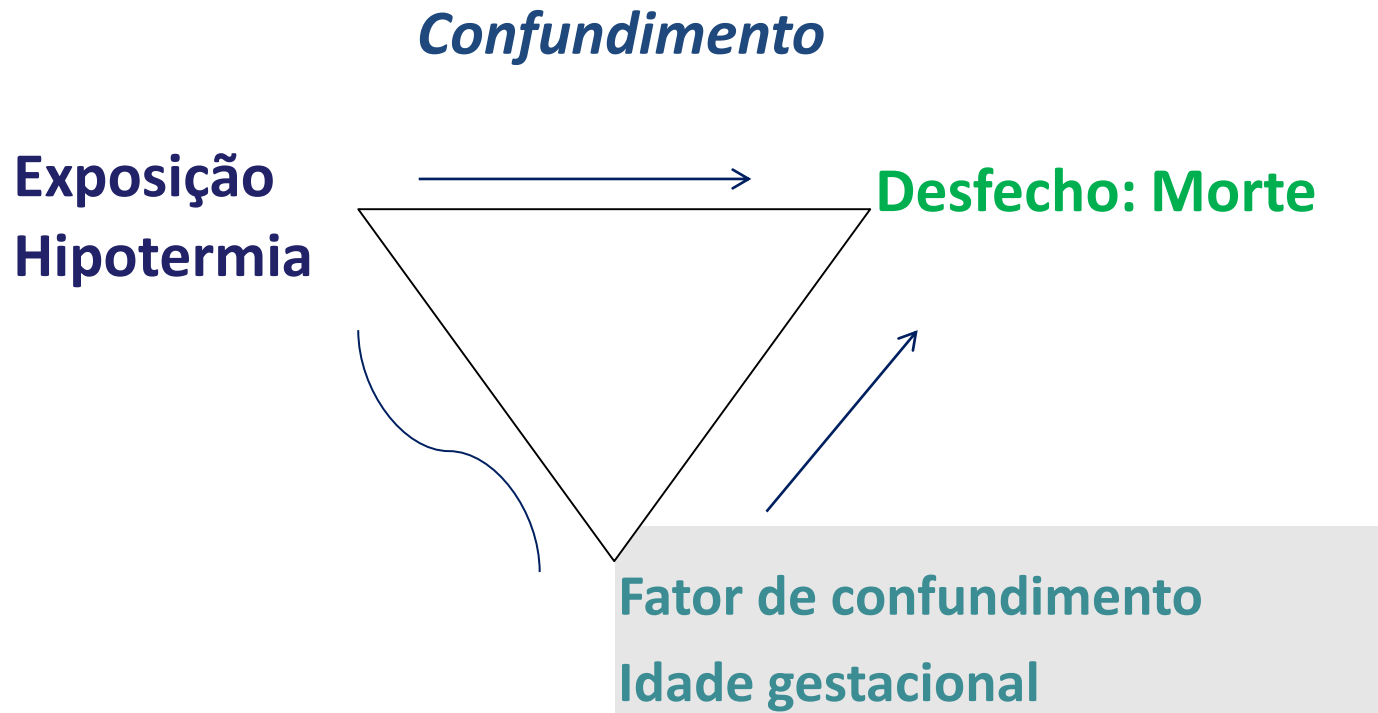 Confundimento
Exposição
Hipotermia
Desfecho: Morte
Fator de confundimento
Idade gestacional